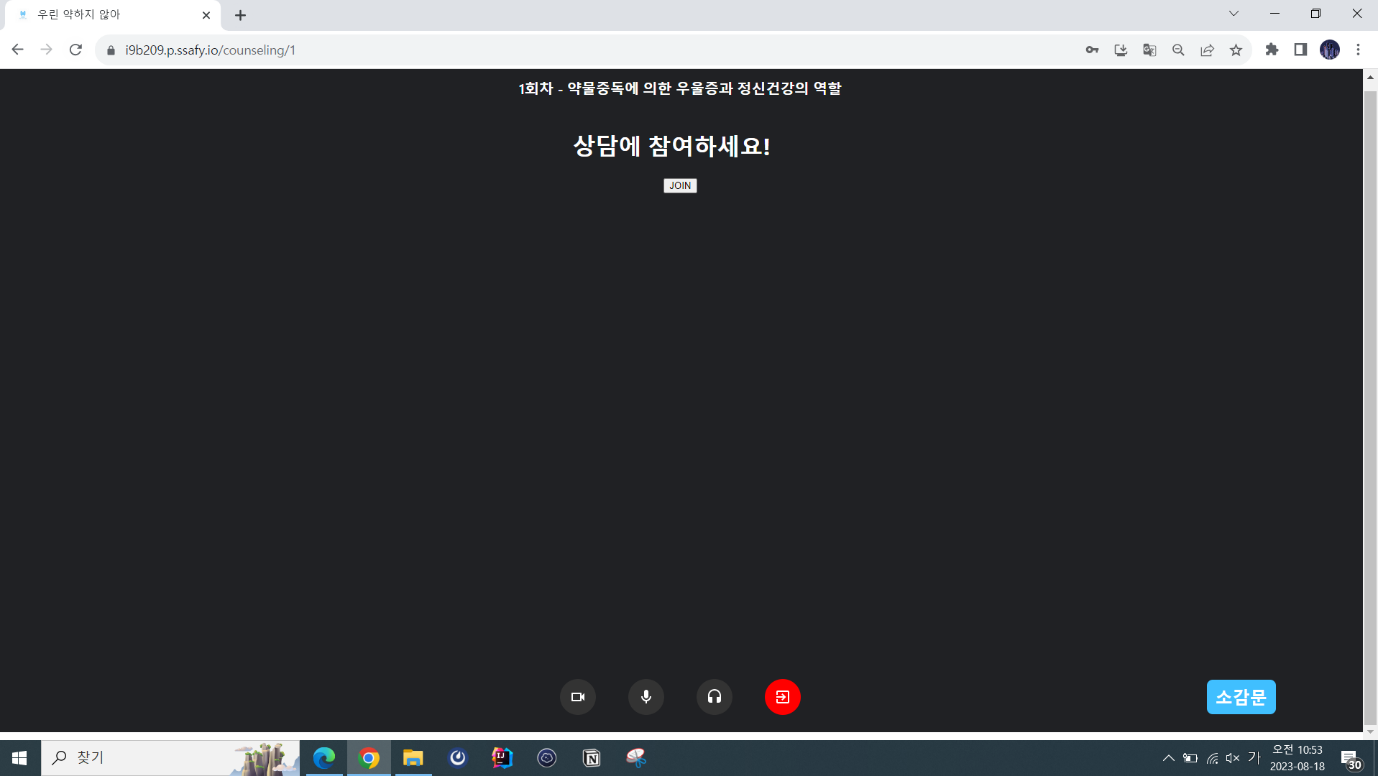 우린 약하지 않아
i9b209.p.ssafy.io/counseling/1
1회차 - 약물중독에 의한 우울증과 정신건강의 역할
상담에 참여하세요!
JOIN
소감문
찾기
가
오전 10:53
2023-08-18
30